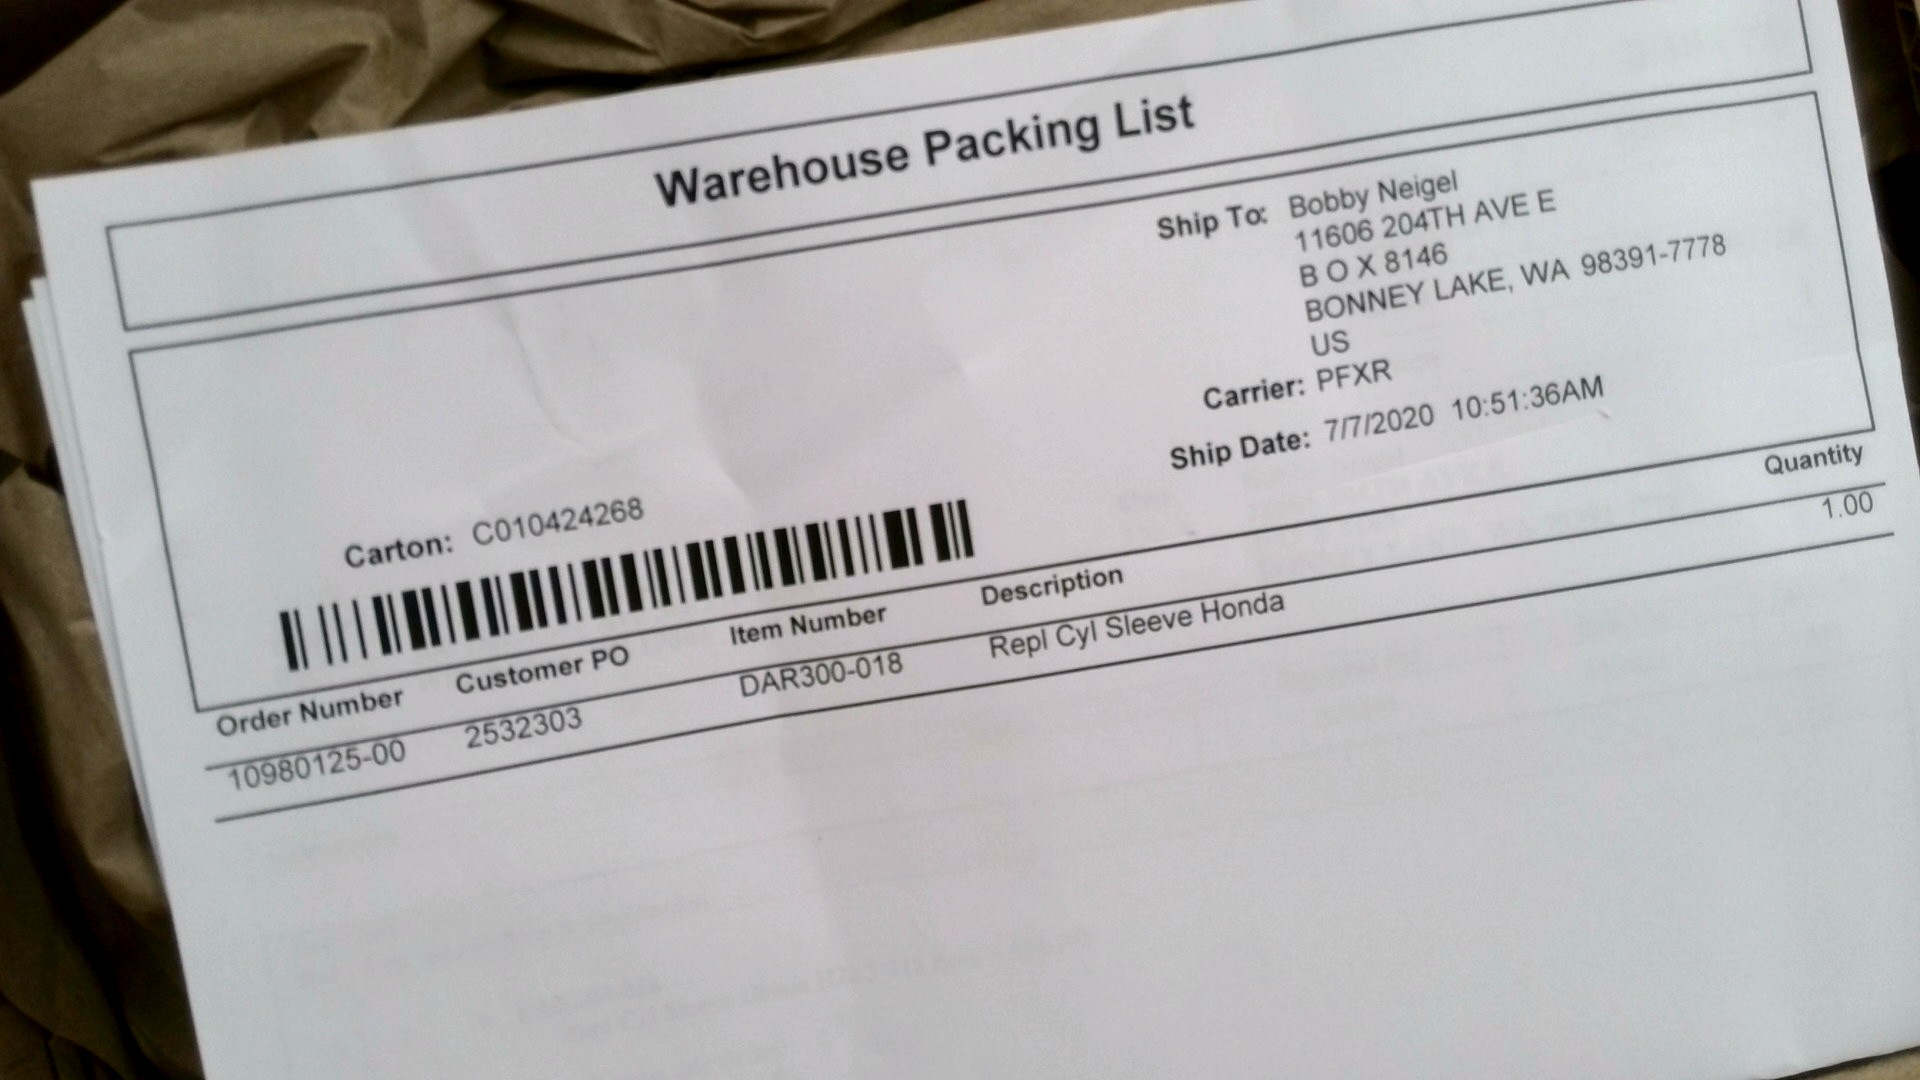 Warehouse Packing List
Ship To: Bobby Neigel
11606 204TH AVE E
B O X 8146
BONNEY LAKE, WA 98391-7778
US
Carrier: PFXR
Ship Date: 7/7/2020 10:51:36AM
Carton: C010424268
Order Number Customer PO Item Number Description Quantity
10980125-00 2532303 DAR300-018 Repl Cyl Sleeve Honda 1.00